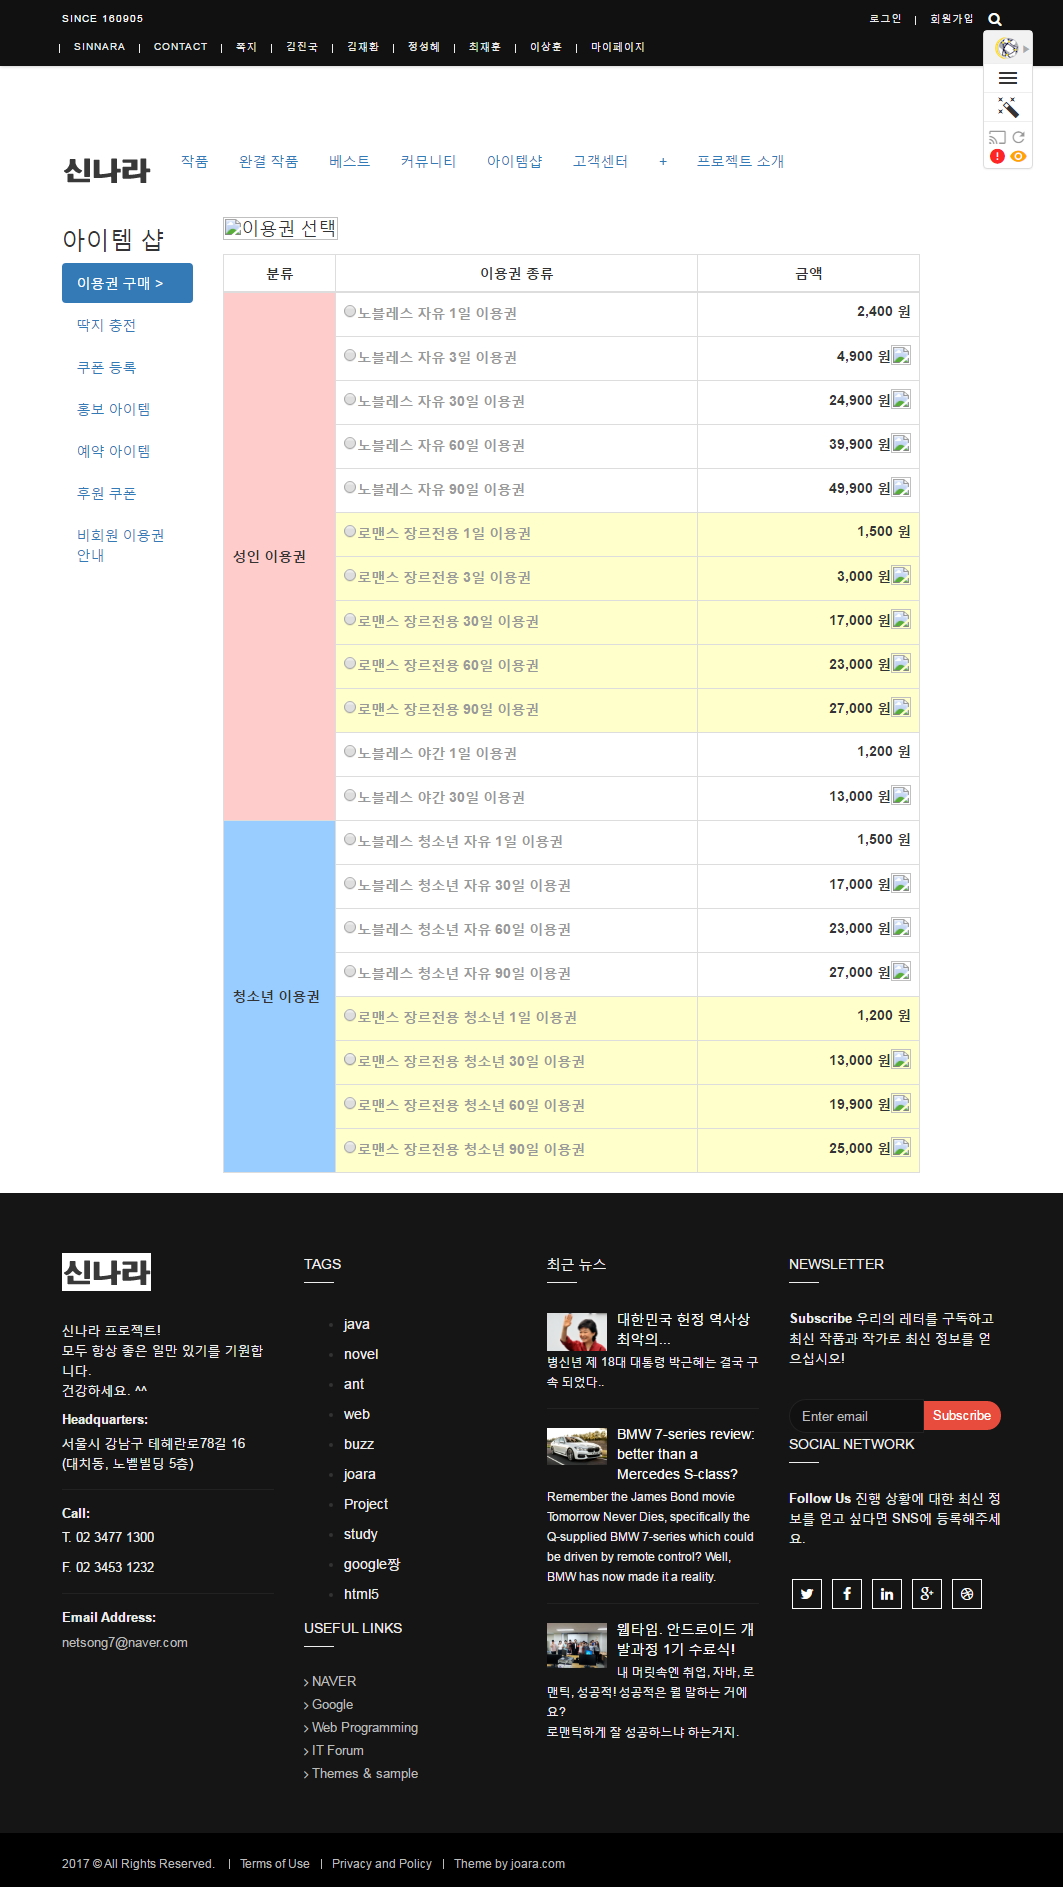 SINCE 160905
로그인 | 회원가입
| SINNARA | CONTACT | 쪽지 | 김진국 | 김재환 | 정성혜 | 최재훈 | 이상훈 | 마이페이지
신나라
작품 완결 작품 베스트 커뮤니티 아이템샵 고객센터 + 프로젝트 소개
아이템 샵
이용권 구매 >
딱지 충전
쿠폰 등록
홍보 아이템
예약 아이템
후원 쿠폰
비회원 이용권
안내
이용권 선택
분류 이용권 종류 금액
성인 이용권
노블레스 자유 1일 이용권 2,400 원
노블레스 자유 3일 이용권 4,900 원
노블레스 자유 30일 이용권 24,900 원
노블레스 자유 60일 이용권 39,900 원
노블레스 자유 90일 이용권 49,900 원
로맨스 장르전용 1일 이용권 1,500 원
로맨스 장르전용 3일 이용권 3,000 원
로맨스 장르전용 30일 이용권 17,000 원
로맨스 장르전용 60일 이용권 23,000 원
로맨스 장르전용 90일 이용권 27,000 원
노블레스 야간 1일 이용권 1,200 원
노블레스 야간 30일 이용권 13,000 원
청소년 이용권
노블레스 청소년 자유 1일 이용권 1,500 원
노블레스 청소년 자유 30일 이용권 17,000 원
노블레스 청소년 자유 60일 이용권 23,000 원
노블레스 청소년 자유 90일 이용권 27,000 원
로맨스 장르전용 청소년 1일 이용권 1,200 원
로맨스 장르전용 청소년 30일 이용권 13,000 원
로맨스 장르전용 청소년 60일 이용권 19,900 원
로맨스 장르전용 청소년 90일 이용권 25,000 원
신나라
신나라 프로젝트!
모두 항상 좋은 일만 있기를 기원합
니다.
건강하세요. ^^
Headquarters:
서울시 강남구 테헤란로78길 16
(대치동, 노벨빌딩 5층)
Call:
T. 02 3477 1300
F. 02 3453 1232
Email Address:
netsong7@naver.com
TAGS
java
novel
ant
web
buzz
joara
Project
study
google짱
html5
USEFUL LINKS
> NAVER
> Google
> Web Programming
> IT Forum
> Themes & sample
최근 뉴스
대한민국 헌정 역사상
최악의...
병신년 제 18대 대통령 박근혜는 결국 구
속 되었다..
BMW 7-series review:
better than a
Mercedes S-class?
Remember the James Bond movie
Tomorrow Never Dies, specifically the
Q-supplied BMW 7-series which could
be driven by remote control? Well,
BMW has now made it a reality.
웹타임. 안드로이드 개
발과정 1기 수료식!
내 머릿속엔 취업, 자바, 로
맨틱, 성공적! 성공적은 뭘 말하는 거에
요?
로맨틱하게 잘 성공하느냐 하는거지.
NEWSLETTER
Subscribe 우리의 레터를 구독하고
최신 작품과 작가로 최신 정보를 얻
으십시오!
Enter email Subscribe
SOCIAL NETWORK
Follow Us 진행 상황에 대한 최신 정
보를 얻고 싶다면 SNS에 등록해주세
요.
2017 © All Rights Reserved. | Terms of Use | Privacy and Policy | Theme by joara.com